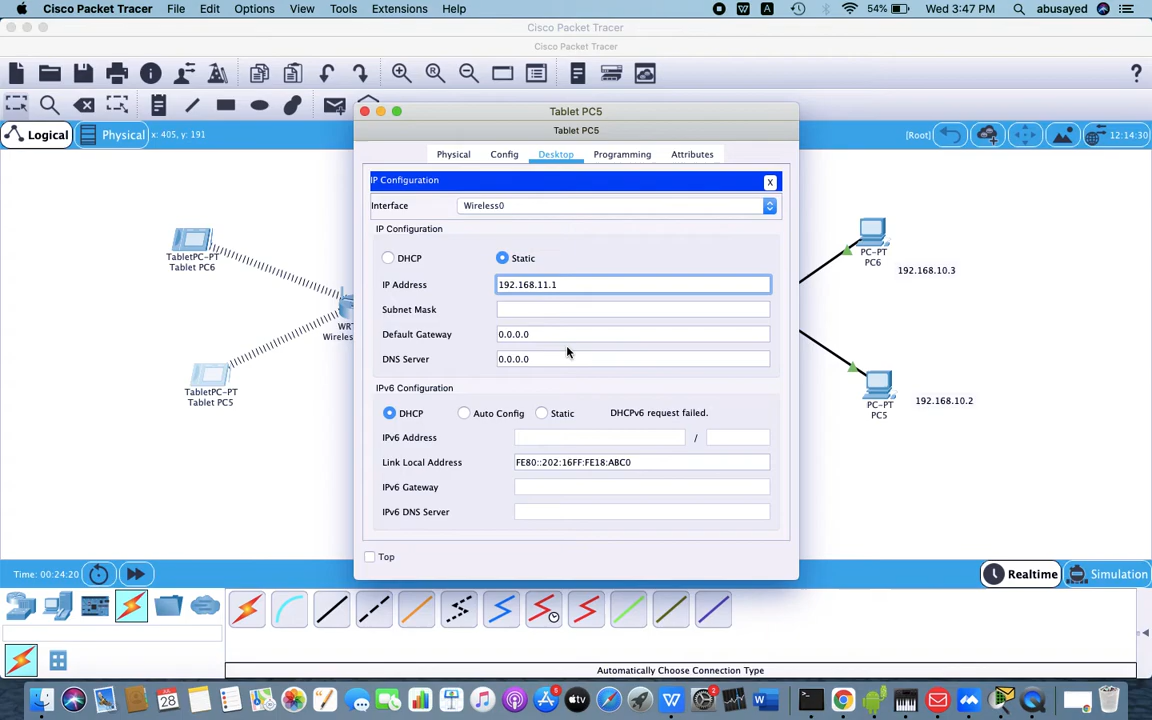 Cisco Packet Tracer File Edit Options View Tools Extensions Help 54% Wed 3:47 PM abusayed
Cisco Packet Tracer
Cisco Packet Tracer
Logical Physical x: 405, y: 191 [Root] 12:14:30
Tablet PC5
Tablet PC5
Physical Config Desktop Programming Attributes
IP Configuration X
Interface Wireless0
IP Configuration
DHCP Static
IP Address 192.168.11.1
Subnet Mask
Default Gateway 0.0.0.0
DNS Server 0.0.0.0
IPv6 Configuration
DHCP Auto Config Static DHCPv6 request failed.
IPv6 Address /
Link Local Address FE80::202:16FF:FE18:ABC0
IPv6 Gateway
IPv6 DNS Server
Top
TabletPC-PT
Tablet PC6
WRT
Wireles
TabletPC-PT
Tablet PC5
PC-PT
PC6
192.168.10.3
PC-PT
PC5
192.168.10.2
Time: 00:24:20 Realtime Simulation
Automatically Choose Connection Type